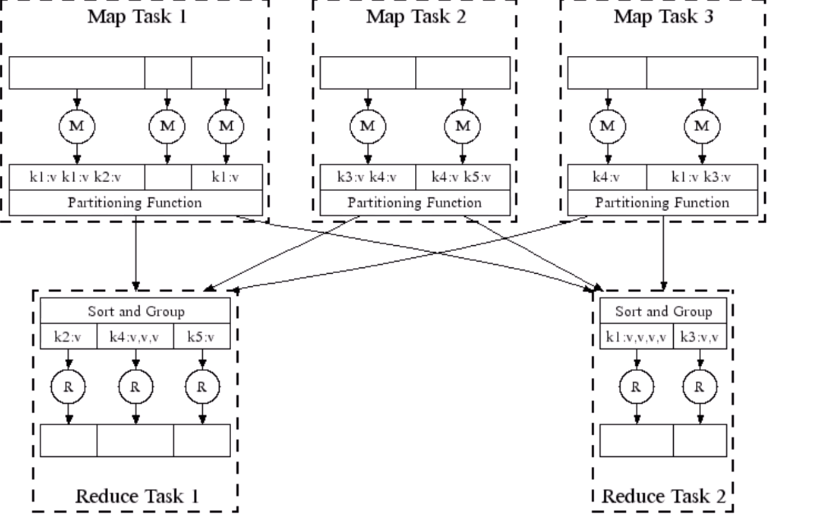 Map Task 1
Map Task 2
Map Task 3
M
M
M
M
M
M
M
k1:v k1:v k2:v
k1:v
k3:v k4:v
k4:v k5:v
k4:v
k1:v k3:v
Partitioning Function
Partitioning Function
Partitioning Function
Sort and Group
Sort and Group
k2:v
k4:v,v,v
k5:v
k1:v,v,v,v
k3:v,v
R
R
R
R
R
Reduce Task 1
Reduce Task 2